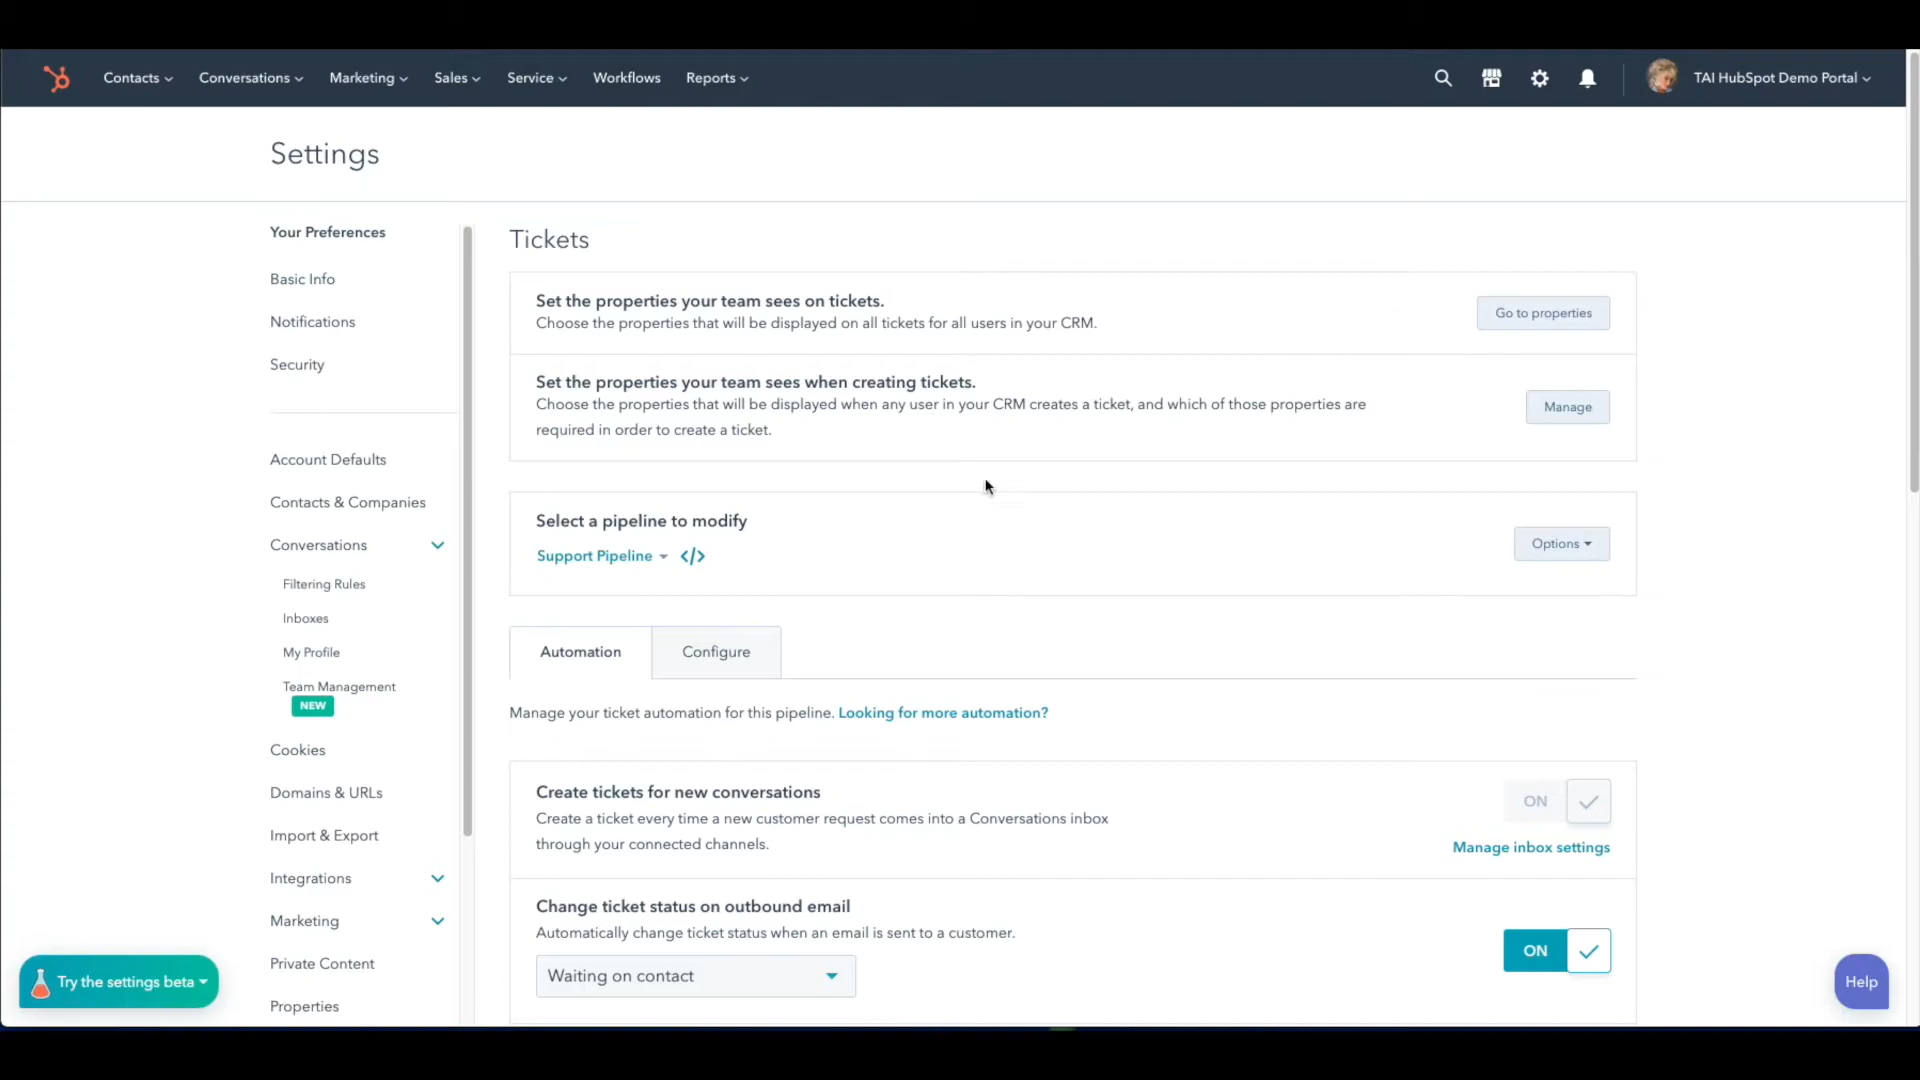 Contacts
Conversations
Marketing
Sales
Service
Workflows
Reports
TAI HubSpot Demo Portal
Settings
Your Preferences
Basic Info
Notifications
Security
Account Defaults
Contacts & Companies
Conversations
Filtering Rules
Inboxes
My Profile
Team Management
NEW
Cookies
Domains & URLs
Import & Export
Integrations
Marketing
Private Content
Properties
Try the settings beta
Tickets
Set the properties your team sees on tickets.
Choose the properties that will be displayed on all tickets for all users in your CRM.
Go to properties
Set the properties your team sees when creating tickets.
Choose the properties that will be displayed when any user in your CRM creates a ticket, and which of those properties are
required in order to create a ticket.
Manage
Select a pipeline to modify
Support Pipeline </>
Options
Automation
Configure
Manage your ticket automation for this pipeline. Looking for more automation?
Create tickets for new conversations
Create a ticket every time a new customer request comes into a Conversations inbox
through your connected channels.
ON
Manage inbox settings
Change ticket status on outbound email
Automatically change ticket status when an email is sent to a customer.
ON
Waiting on contact
Help